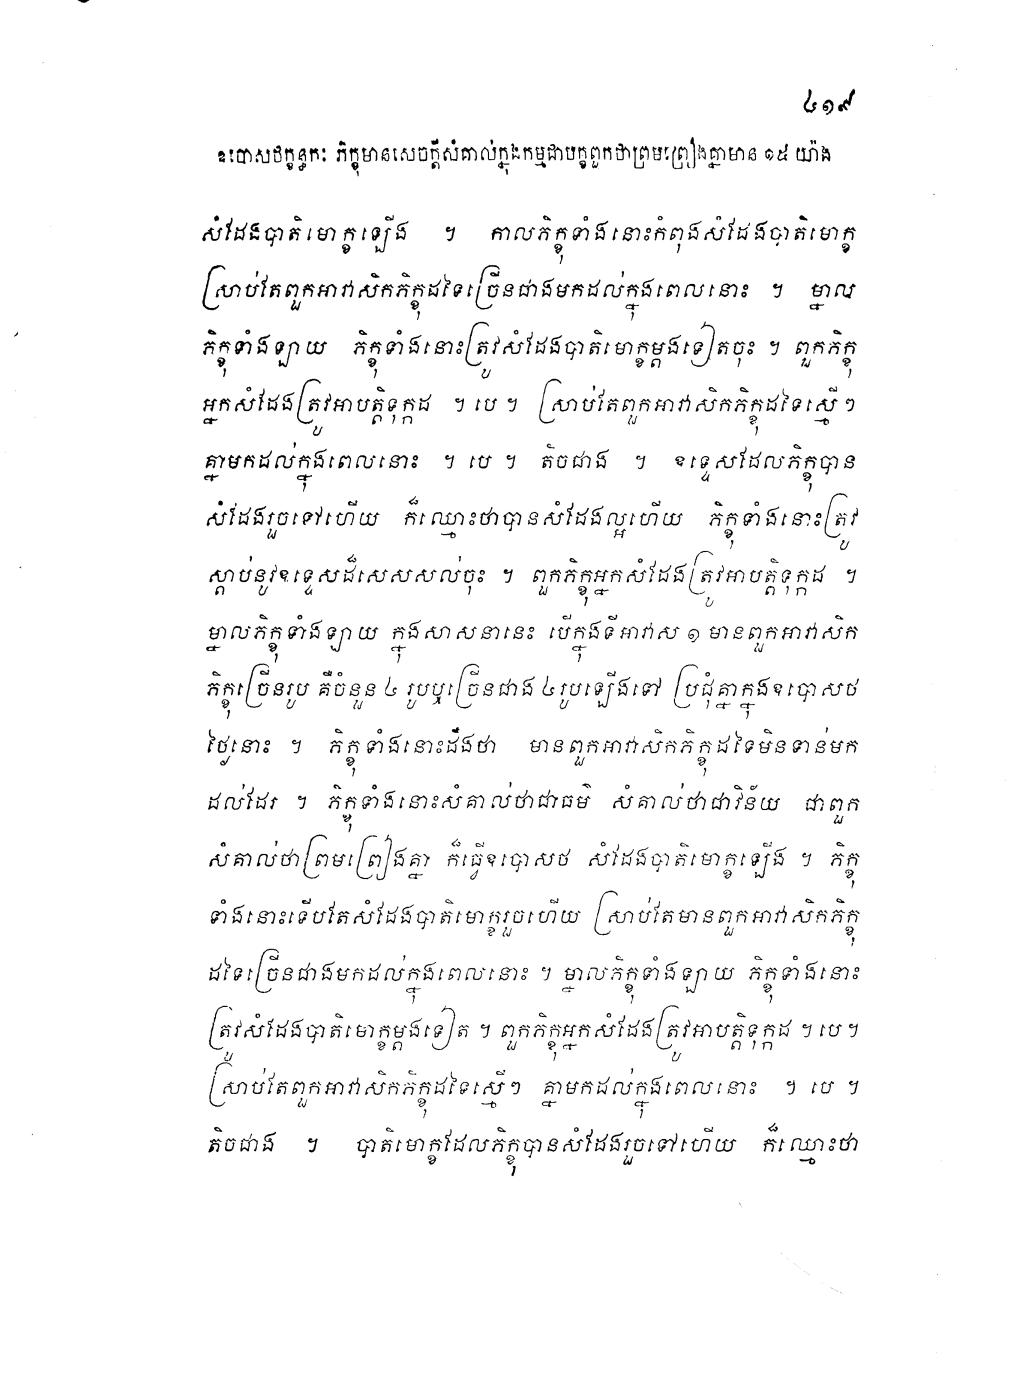 ៤១៩
ឧបោសថក្ខន្ធកៈ ភិក្ខុមានសេចក្តីសំគាល់ក្នុងកម្មជាបក្ខពួកថាព្រមព្រៀងគ្នាមាន ១៥ យ៉ាង
សំដែងបាតិមោក្ខឡើង ។ កាលភិក្ខុទាំងនោះកំពុងសំដែងបាតិមោក្ខ
ស្រាប់តែពួកអាវាសិកភិក្ខុដទៃច្រើនជាងមកដល់ក្នុងពេលនោះ ។ ម្នាល
ភិក្ខុទាំងឡាយ ភិក្ខុទាំងនោះត្រូវសំដែងបាតិមោក្ខម្តងទៀតចុះ ។ ពួកភិក្ខុ
អ្នកសំដែងត្រូវអាបត្តិទុក្កដ ។ បេ ។ ស្រាប់តែពួកអាវាសិកភិក្ខុដទៃស្មើ ៗ
គ្នាមកដល់ក្នុងពេលនោះ ។ បេ ។ តិចជាង ។ ឧទ្ទេសដែលភិក្ខុបាន
សំដែងរួចទៅហើយ ក៏ឈ្មោះថាបានសំដែងល្អហើយ ភិក្ខុទាំងនោះត្រូវ
ស្តាប់នូវឧទ្ទេសដ៏សេសសល់ចុះ ។ ពួកភិក្ខុអ្នកសំដែងត្រូវអាបត្តិទុក្កដ ។
ម្នាលភិក្ខុទាំងឡាយ ក្នុងសាសនានេះ បើក្នុងទីអាវាស ១ មានពួកអាវាសិក
ភិក្ខុច្រើនរូប គឺចំនួន ៤ រូបឬច្រើនជាង ៤រូបឡើងទៅ ប្រជុំគ្នាក្នុងឧបោសថ
ថ្ងៃនោះ ។ ភិក្ខុទាំងនោះដឹងថា មានពួកអាវាសិកភិក្ខុដទៃមិនទាន់មក
ដល់ដែរ ។ ភិក្ខុទាំងនោះសំគាល់ថាជាធម៌ សំគាល់ថាជាវិន័យ ជាពួក
សំគាល់ថាព្រមព្រៀងគ្នា ក៏ធ្វើឧបោសថ សំដែងបាតិមោក្ខឡើង ។ ភិក្ខុ
ទាំងនោះទើបតែសំដែងបាតិមោក្ខរួចហើយ ស្រាប់តែមានពួកអាវាសិកភិក្ខុ
ដទៃច្រើនជាងមកដល់ក្នុងពេលនោះ ។ ម្នាលភិក្ខុទាំងឡាយ ភិក្ខុទាំងនោះ
ត្រូវសំដែងបាតិមោក្ខម្តងទៀត ។ ពួកភិក្ខុអ្នកសំដែងត្រូវអាបត្តិទុក្កដ ។ បេ ។
ស្រាប់តែពួកអាវាសិកភិក្ខុដទៃស្មើៗ គ្នាមកដល់ក្នុងពេលនោះ ។ បេ ។
តិចជាង ។ បាតិមោក្ខដែលភិក្ខុបានសំដែងរួចទៅហើយ ក៏ឈ្មោះថា